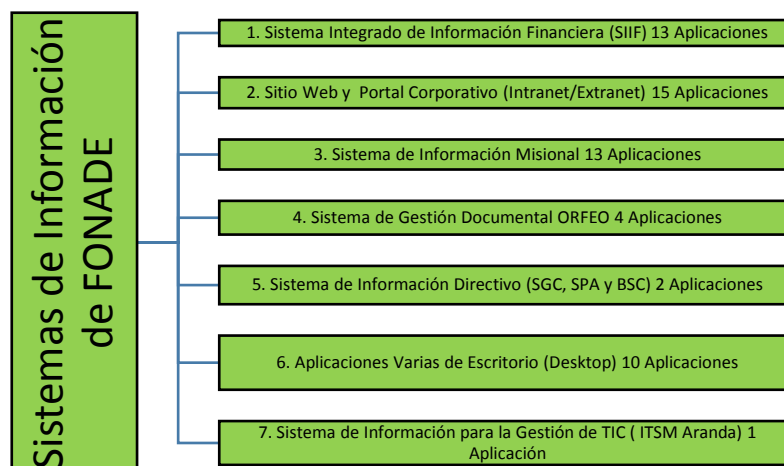 Sistemas de Información
de FONADE
1. Sistema Integrado de Información Financiera (SIIF) 13 Aplicaciones
2. Sitio Web y Portal Corporativo (Intranet/Extranet) 15 Aplicaciones
3. Sistema de Información Misional 13 Aplicaciones
4. Sistema de Gestión Documental ORFEO 4 Aplicaciones
5. Sistema de Información Directivo (SGC, SPA y BSC) 2 Aplicaciones
6. Aplicaciones Varias de Escritorio (Desktop) 10 Aplicaciones
7. Sistema de Información para la Gestión de TIC ( ITSM Aranda) 1
Aplicación